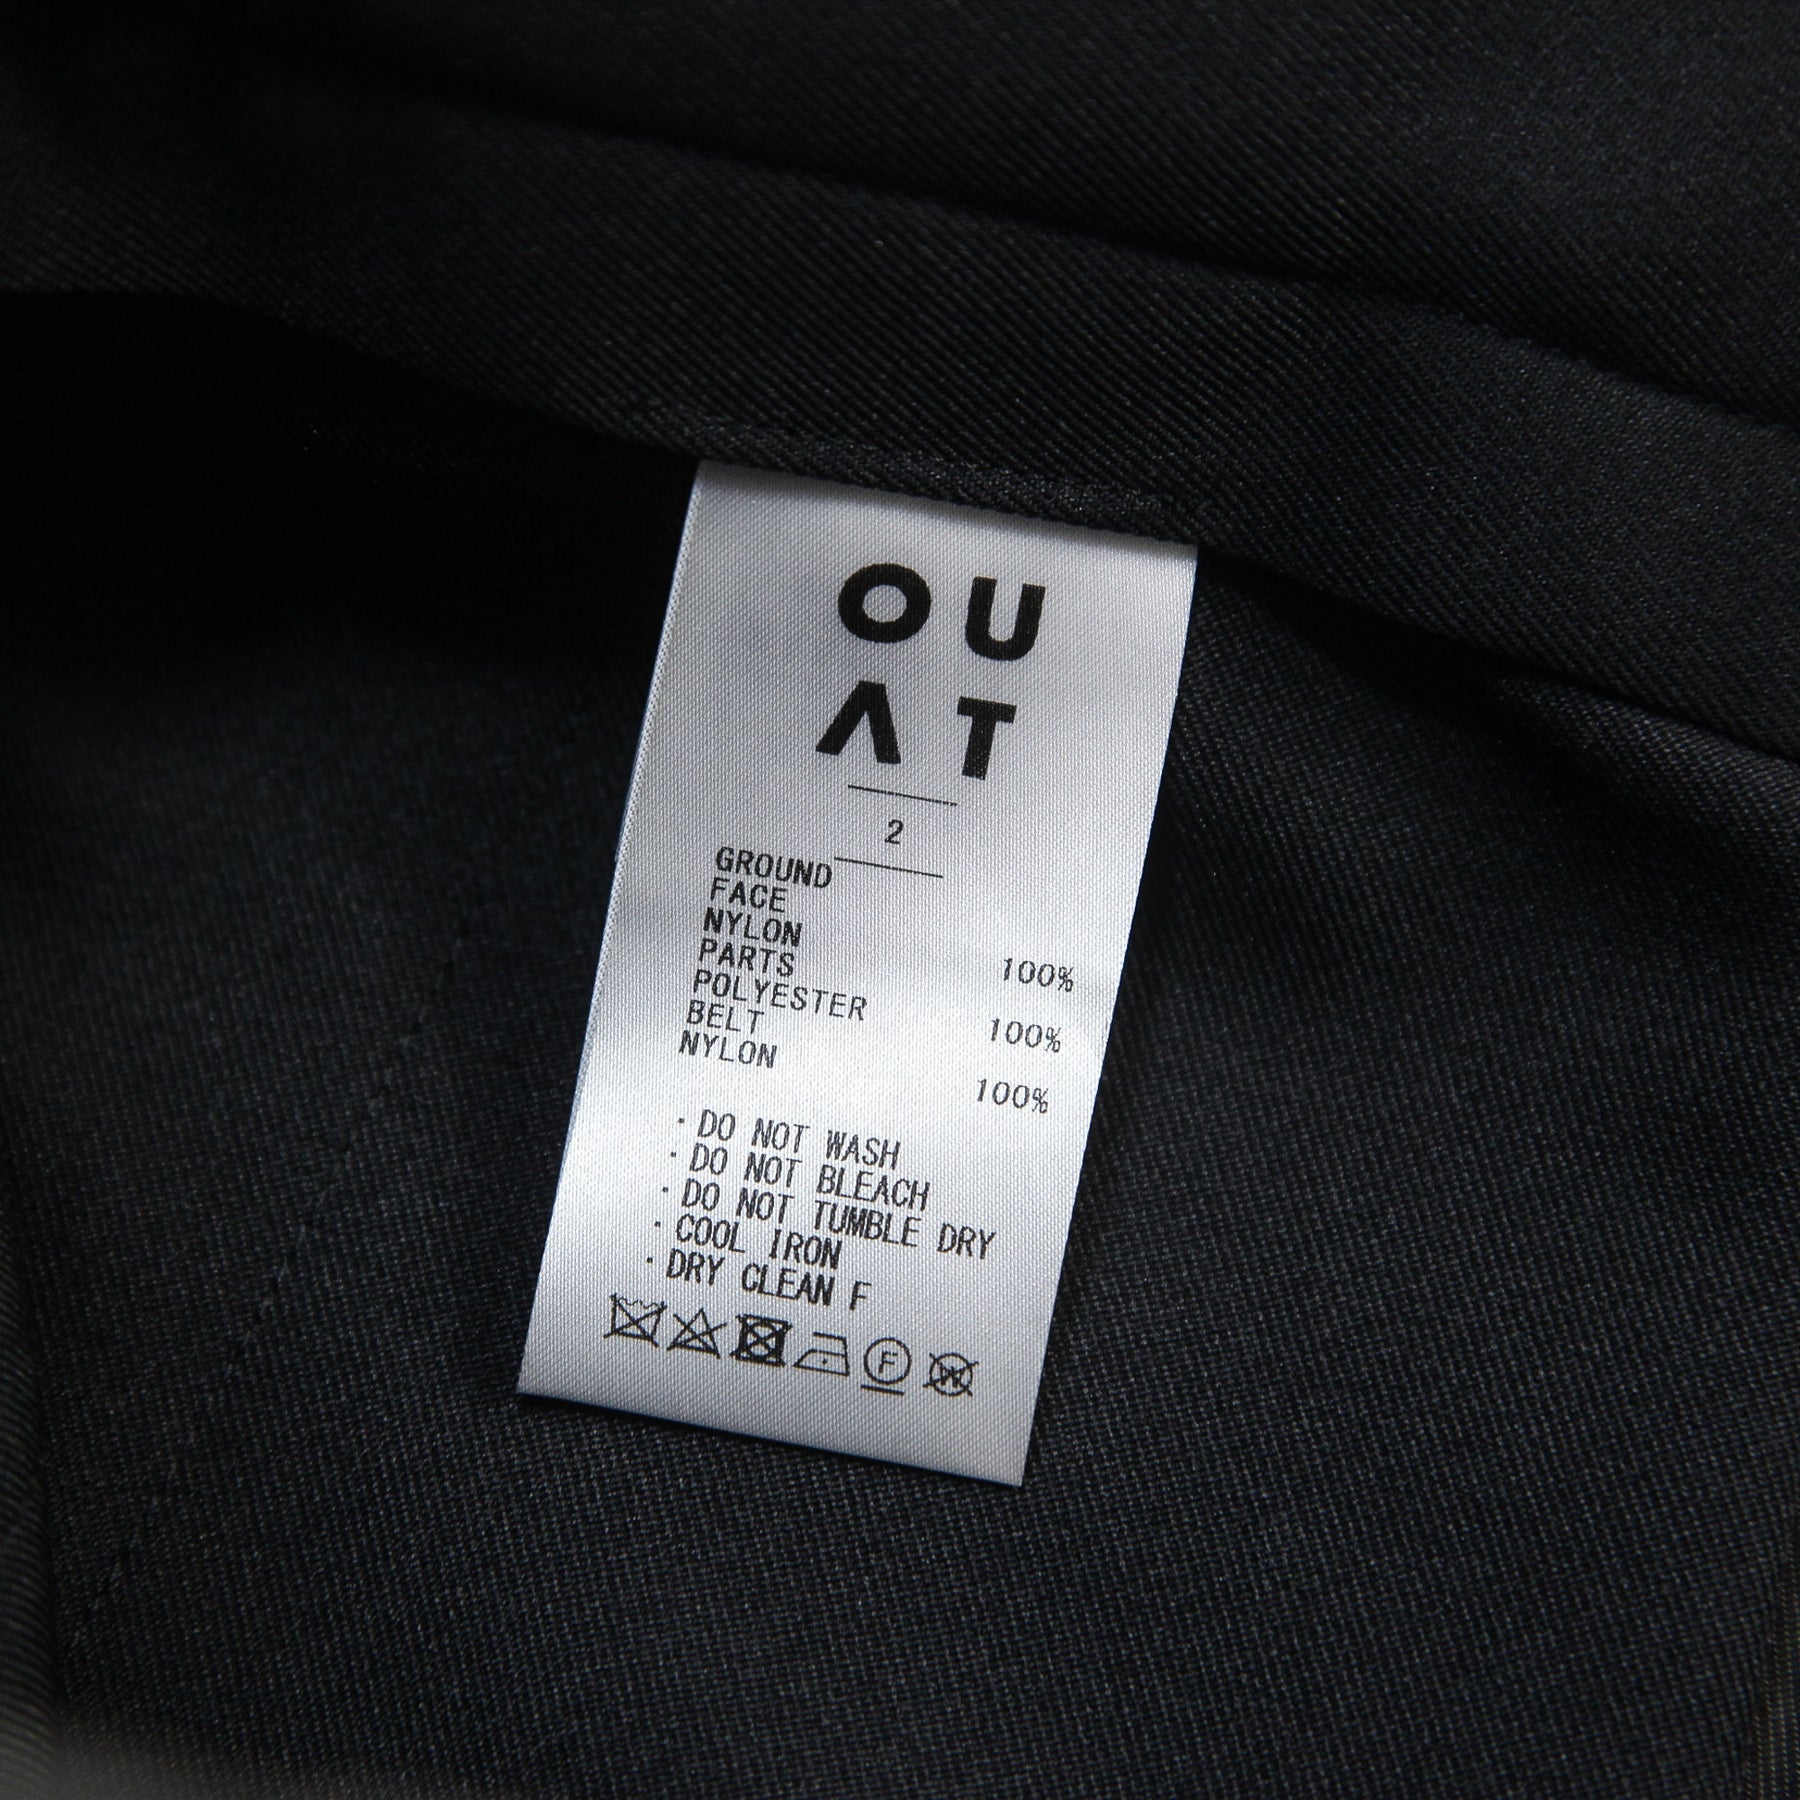 OU
ΛT
2
GROUND
FACE
NYLON 100%
PARTS
POLYESTER 100%
BELT
NYLON 100%
・DO NOT WASH
・DO NOT BLEACH
・DO NOT TUMBLE DRY
・COOL IRON
・DRY CLEAN F
F W